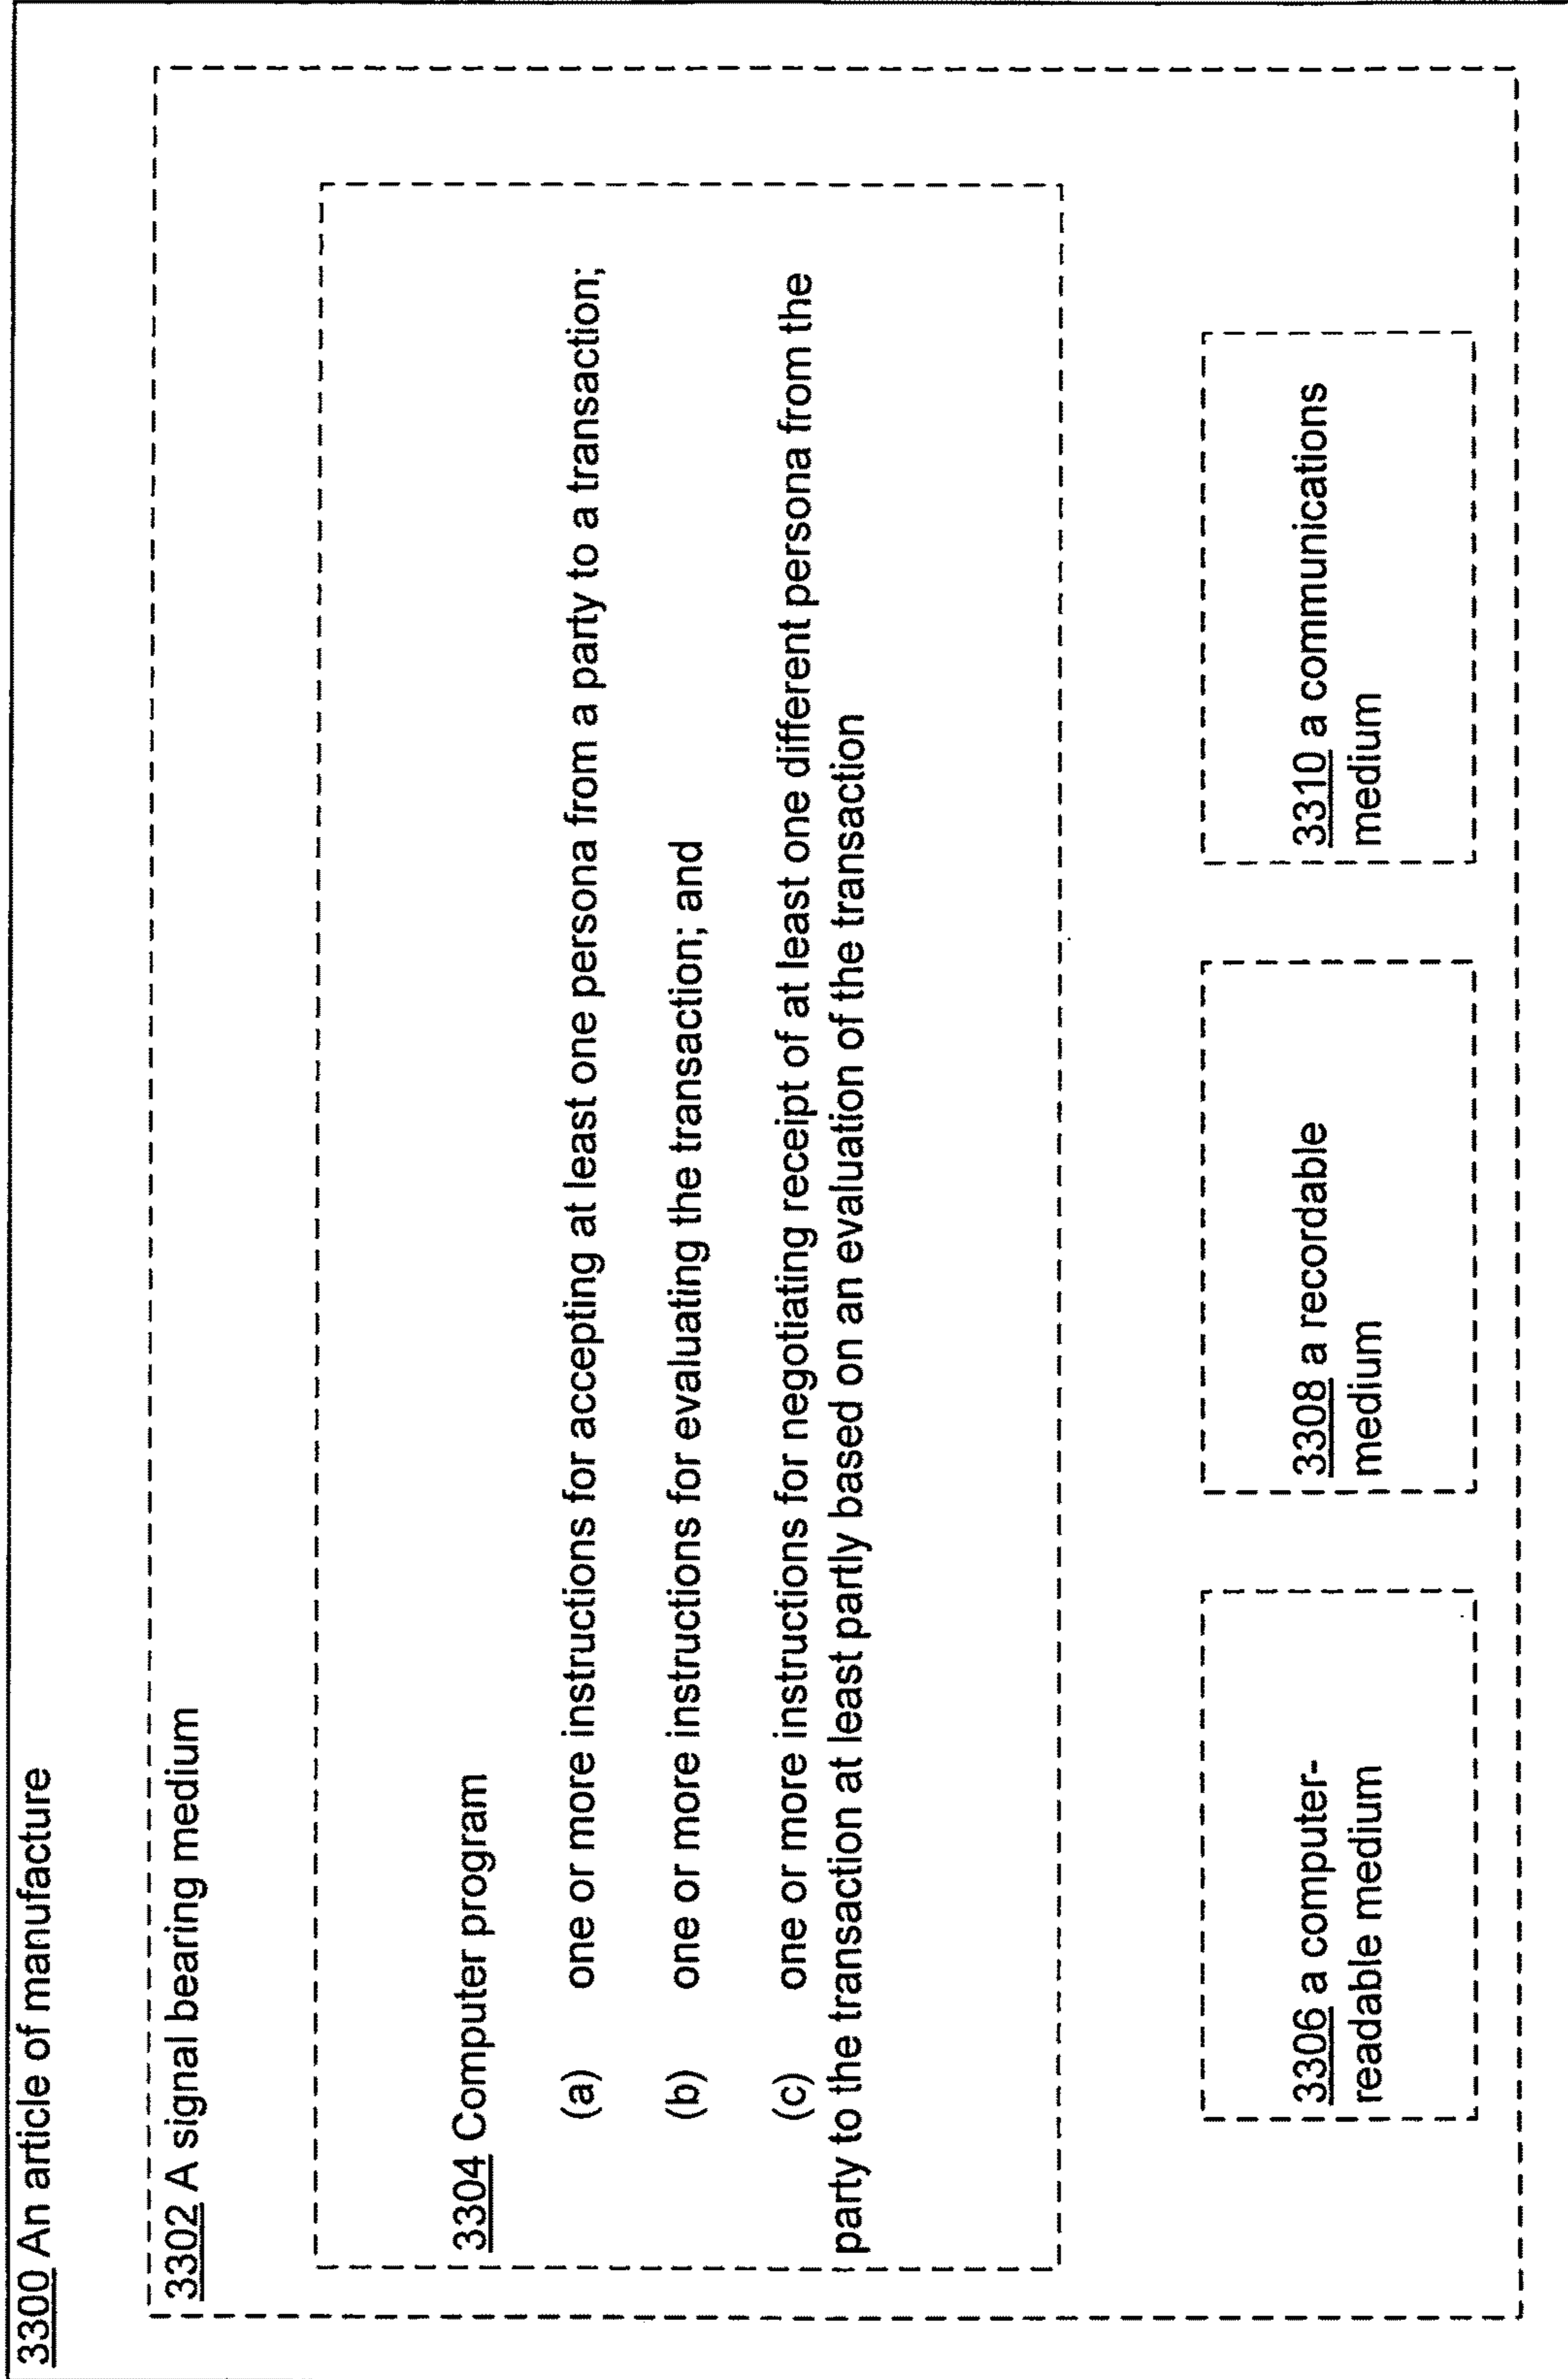 3300 An article of manufacture
3302 A signal bearing medium
3304 Computer program
(a) one or more instructions for accepting at least one persona from a party to a transaction;
(b) one or more instructions for evaluating the transaction; and
(c) one or more instructions for negotiating receipt of at least one different persona from the
party to the transaction at least partly based on an evaluation of the transaction
3306 a computer-
readable medium
3308 a recordable
medium
3310 a communications
medium